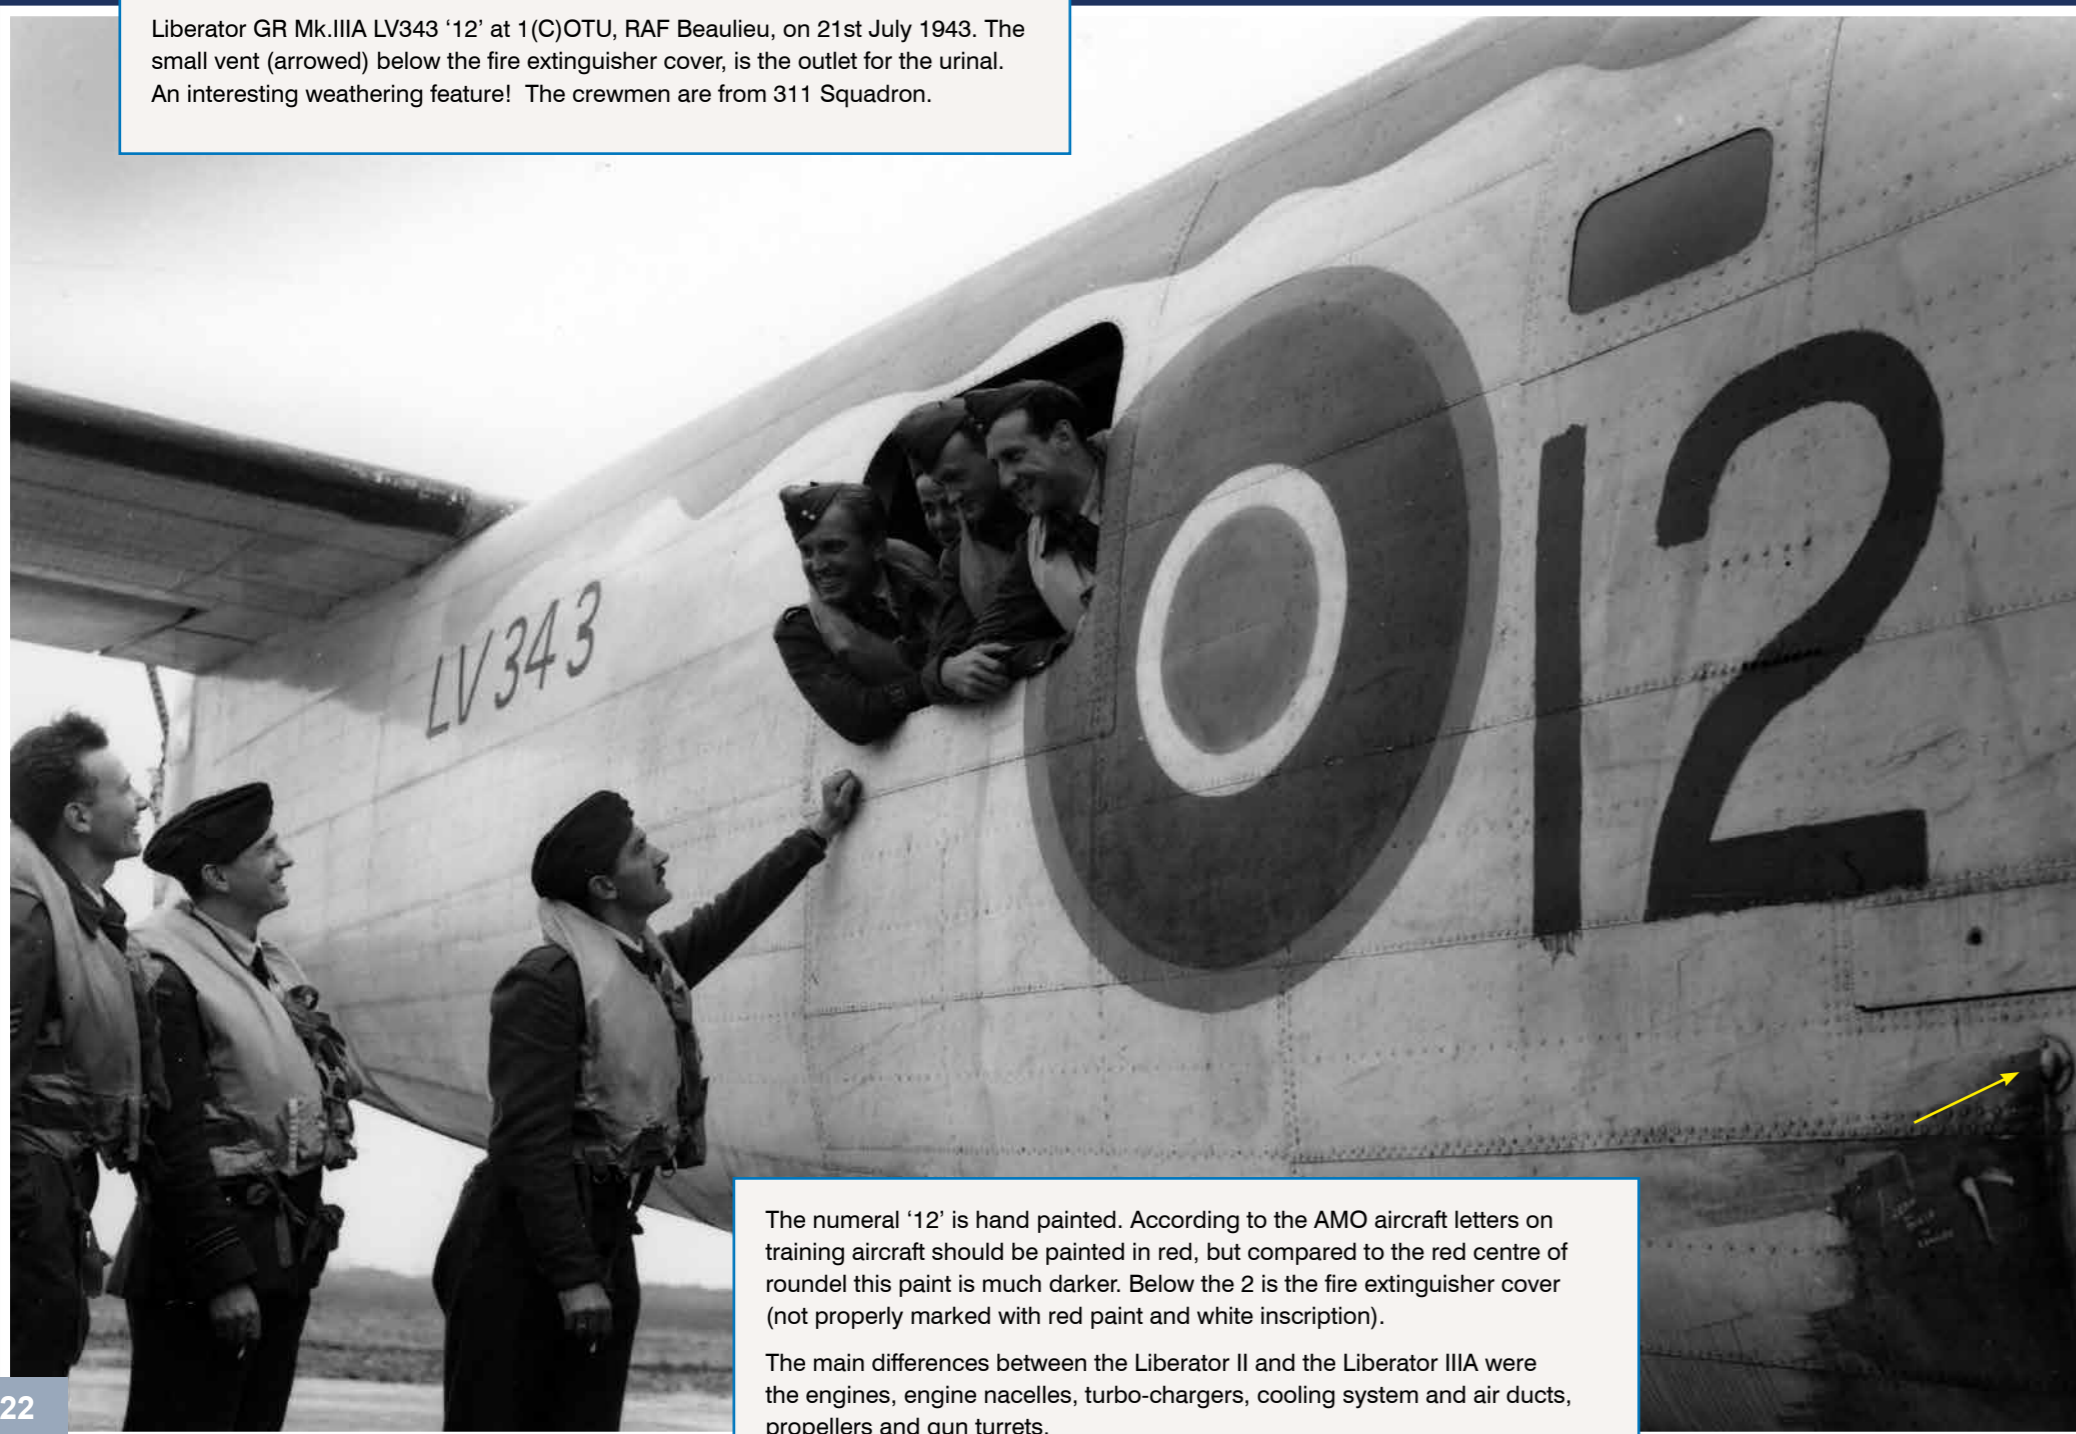 Liberator GR Mk.IIIA LV343 ‘12’ at 1(C)OTU, RAF Beaulieu, on 21st July 1943. The
small vent (arrowed) below the fire extinguisher cover, is the outlet for the urinal.
An interesting weathering feature!  The crewmen are from 311 Squadron.
LV343
12
The numeral ‘12’ is hand painted. According to the AMO aircraft letters on
training aircraft should be painted in red, but compared to the red centre of
roundel this paint is much darker. Below the 2 is the fire extinguisher cover
(not properly marked with red paint and white inscription).
The main differences between the Liberator II and the Liberator IIIA were
the engines, engine nacelles, turbo-chargers, cooling system and air ducts,
propellers and gun turrets.
22